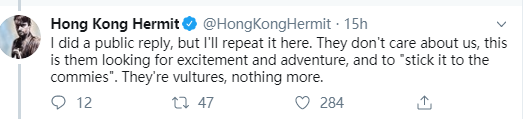 Hong Kong Hermit @HongKongHermit · 15h
I did a public reply, but I'll repeat it here. They don't care about us, this
is them looking for excitement and adventure, and to "stick it to the
commies". They're vultures, nothing more.
12 47 284